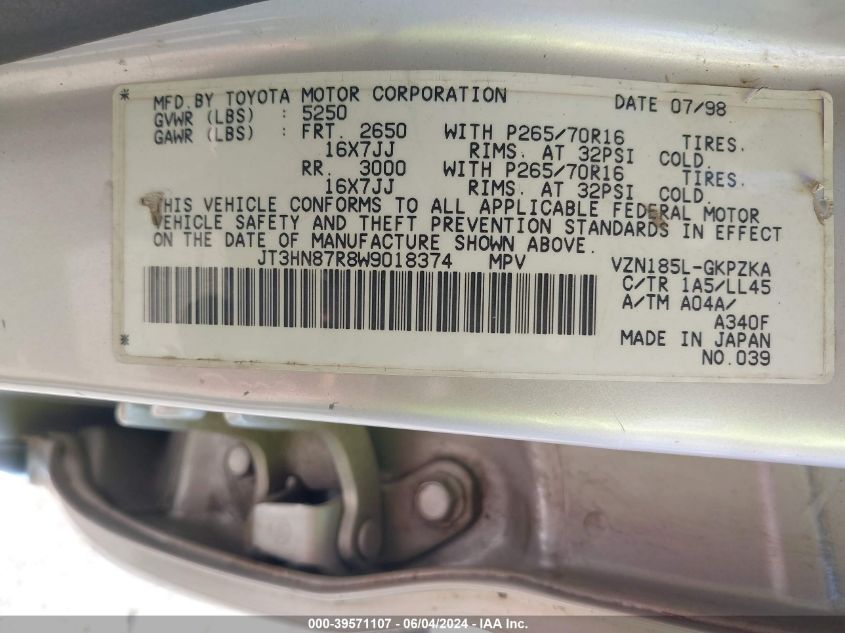 * MFD.BY TOYOTA MOTOR CORPORATION DATE 07/98
GVWR (LBS) : 5250
GAWR (LBS) : FRT. 2650 WITH P265/70R16 TIRES.
16X7JJ RIMS. AT 32PSI COLD.
RR. 3000 WITH P265/70R16 TIRES.
16X7JJ RIMS. AT 32PSI COLD.
THIS VEHICLE CONFORMS TO ALL APPLICABLE FEDERAL MOTOR
VEHICLE SAFETY AND THEFT PREVENTION STANDARDS IN EFFECT
ON THE DATE OF MANUFACTURE SHOWN ABOVE.
JT3HN87R8W9018374 MPV VZN185L-GKPZKA
C/TR 1A5/LL45
A/TM A04A/
A340F
* MADE IN JAPAN
NO.039
000-39571107 - 06/04/2024 - IAA Inc.